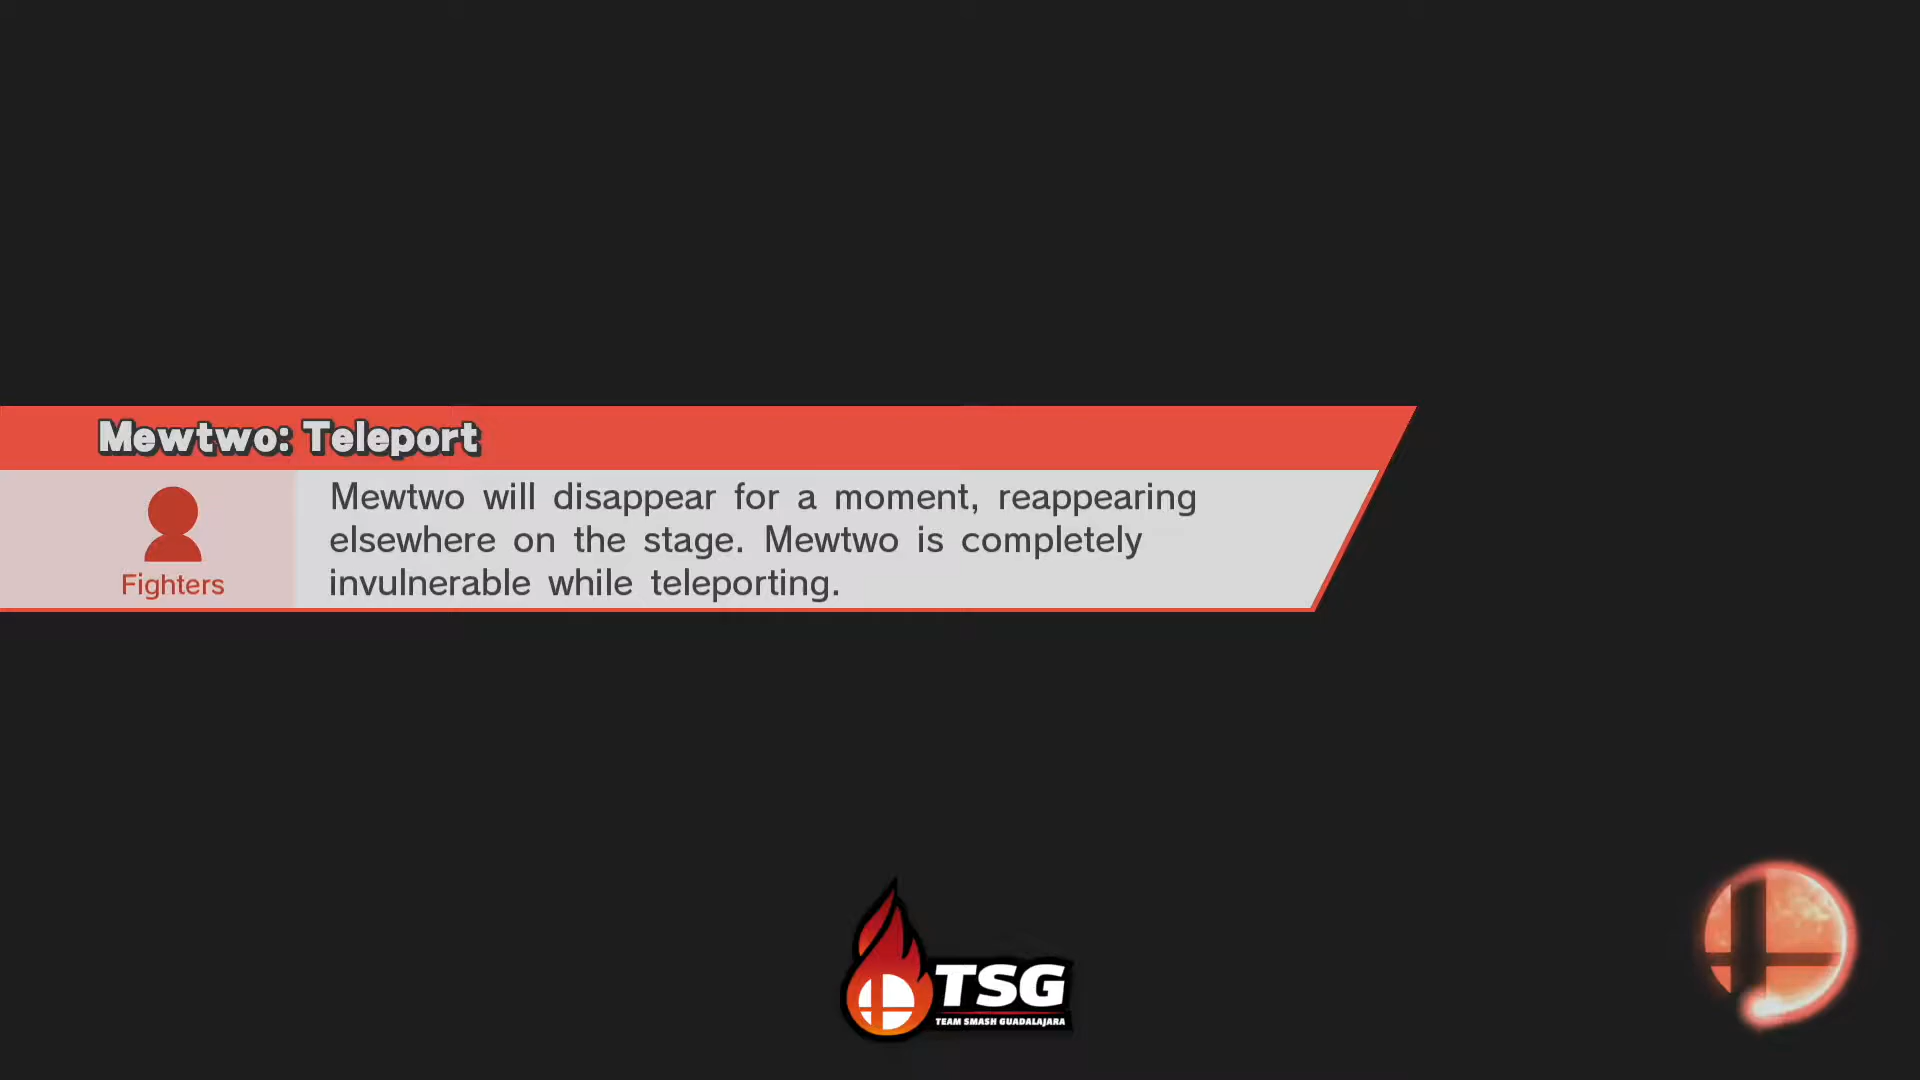 Mewtwo: Teleport
Fighters
Mewtwo will disappear for a moment, reappearing
elsewhere on the stage. Mewtwo is completely
invulnerable while teleporting.
TSG
TEAM SMASH GUADALAJARA